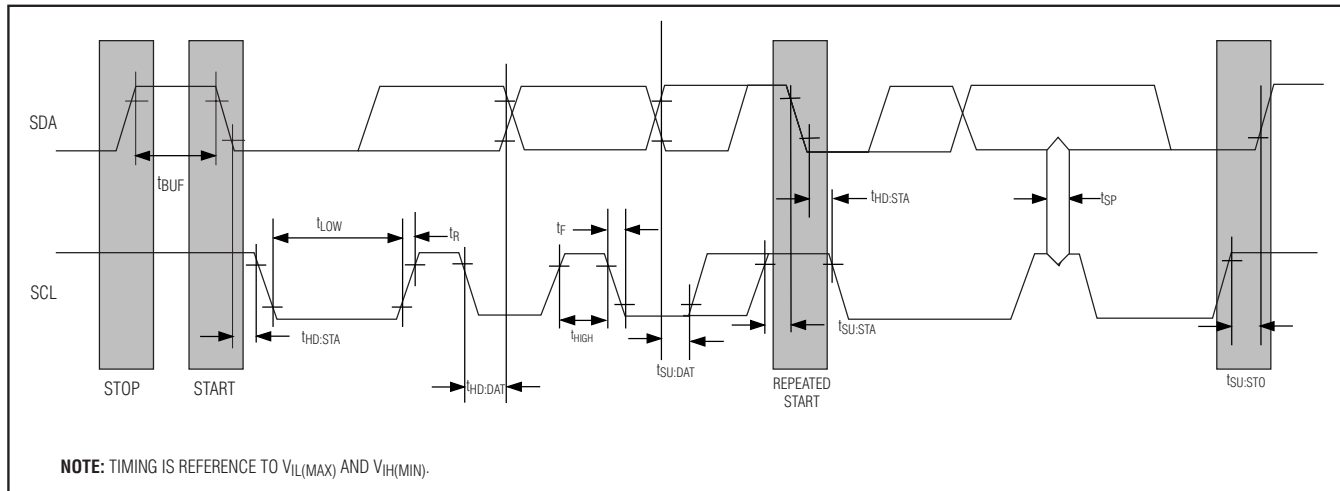 SDA
tBUF
tLOW
tR
tF
tHD:STA
tSP
SCL
tHD:STA
tHIGH
tSU:STA
tHD:DAT
tSU:DAT
tSU:STO
STOP
START
REPEATED
START
NOTE: TIMING IS REFERENCE TO VIL(MAX) AND VIH(MIN).